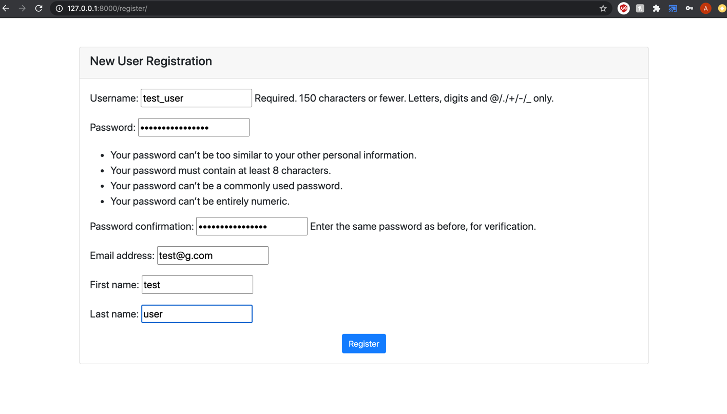 127.0.0.1:8000/register/
A
New User Registration
Username: test_user Required. 150 characters or fewer. Letters, digits and @/./+/-/_ only.
Password: ••••••••••••••••
• Your password can't be too similar to your other personal information.
• Your password must contain at least 8 characters.
• Your password can't be a commonly used password.
• Your password can't be entirely numeric.
Password confirmation: •••••••••••••••• Enter the same password as before, for verification.
Email address: test@g.com
First name: test
Last name: user
Register